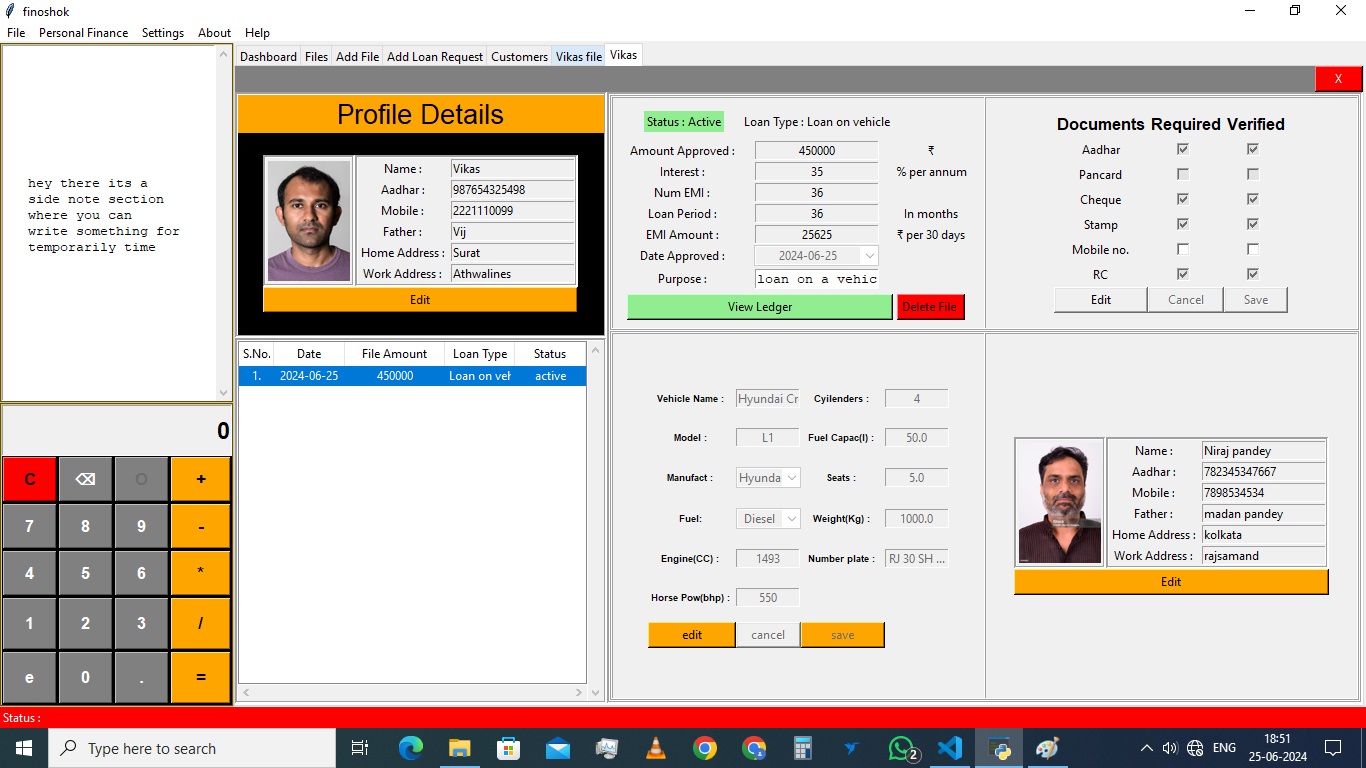 finoshok
File Personal Finance Settings About Help
hey there its a
side note section
where you can
write something for
temporarily time
0
C ⌫ O +
7 8 9 -
4 5 6 *
1 2 3 /
e 0 . =
Dashboard Files Add File Add Loan Request Customers Vikas file Vikas
X
Profile Details
Name : Vikas
Aadhar : 987654325498
Mobile : 2221110099
Father : Vij
Home Address : Surat
Work Address : Athwalines
Edit
S.No. Date File Amount Loan Type Status
1. 2024-06-25 450000 Loan on veh active
Status : Active Loan Type : Loan on vehicle
Amount Approved : 450000 ₹
Interest : 35 % per annum
Num EMI : 36
Loan Period : 36 In months
EMI Amount : 25625 ₹ per 30 days
Date Approved : 2024-06-25
Purpose : loan on a vehic
View Ledger Delete File
Documents Required Verified
Aadhar
Pancard
Cheque
Stamp
Mobile no.
RC
Edit Cancel Save
Vehicle Name : Hyundai Cr Cyilenders : 4
Model : L1 Fuel Capac(l) : 50.0
Manufact : Hyunda Seats : 5.0
Fuel: Diesel Weight(Kg) : 1000.0
Engine(CC) : 1493 Number plate : RJ 30 SH ...
Horse Pow(bhp) : 550
edit cancel save
Name : Niraj pandey
Aadhar : 782345347667
Mobile : 7898534534
Father : madan pandey
Home Address : kolkata
Work Address : rajsamand
Edit
Status :
Type here to search
2
ENG
18:51
25-06-2024